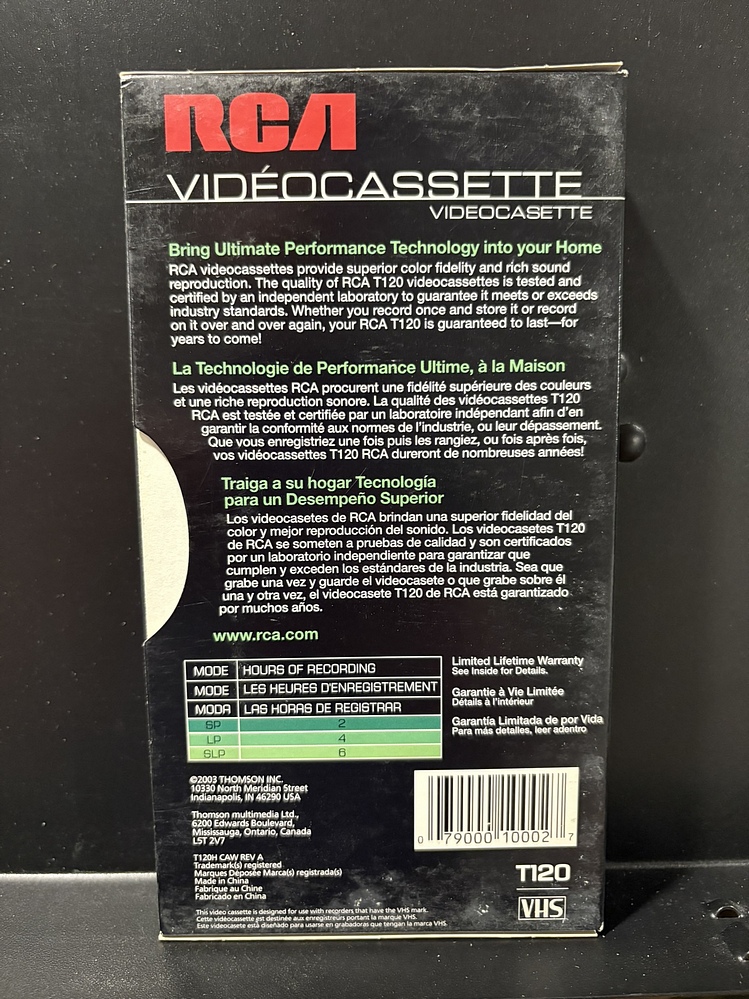 RCA
VIDÉOCASSETTE
VIDEOCASETTE
Bring Ultimate Performance Technology into your Home
RCA videocassettes provide superior color fidelity and rich sound
reproduction. The quality of RCA T120 videocassettes is tested and
certified by an independent laboratory to guarantee it meets or exceeds
industry standards. Whether you record once and store it or record
on it over and over again, your RCA T120 is guaranteed to last—for
years to come!
La Technologie de Performance Ultime, à la Maison
Les vidéocassettes RCA procurent une fidélité supérieure des couleurs
et une riche reproduction sonore. La qualité des vidéocassettes T120
RCA est testée et certifiée par un laboratoire indépendant afin d'en
garantir la conformité aux normes de l'industrie, ou leur dépassement.
Que vous enregistriez une fois puis les rangiez, ou fois après fois,
vos vidéocassettes T120 RCA dureront de nombreuses années!
Traiga a su hogar Tecnología
para un Desempeño Superior
Los videocasetes de RCA brindan una superior fidelidad del
color y mejor reproducción del sonido. Los videocasetes T120
de RCA se someten a pruebas de calidad y son certificados
por un laboratorio independiente para garantizar que
cumplen y exceden los estándares de la industria. Sea que
grabe una vez y guarde el videocasete o que grabe sobre él
una y otra vez, el videocasete T120 de RCA está garantizado
por muchos años.
www.rca.com
MODE HOURS OF RECORDING
MODE LES HEURES D'ENREGISTREMENT
MODA LAS HORAS DE REGISTRAR
SP 2
LP 4
SLP 6
Limited Lifetime Warranty
See Inside for Details.
Garantie à Vie Limitée
Détails à l'intérieur
Garantía Limitada de por Vida
Para más detalles, leer adentro
©2003 THOMSON INC.
10330 North Meridian Street
Indianapolis, IN 46290 USA
Thomson multimedia Ltd.,
6200 Edwards Boulevard,
Mississauga, Ontario, Canada
L5T 2V7
T120H CAW REV A
Trademark(s) registered
Marques Déposée Marca(s) registrada(s)
Made in China
Fabrique au Chine
Fabricado en China
0 79000 10002 7
T120
VHS
This video cassette is designed for use with recorders that have the VHS mark.
Cette vidéocassette est destinée aux enregistreurs portant la marque VHS.
Este videocasete está diseñado para usarse en grabadoras que tengan la marca VHS.